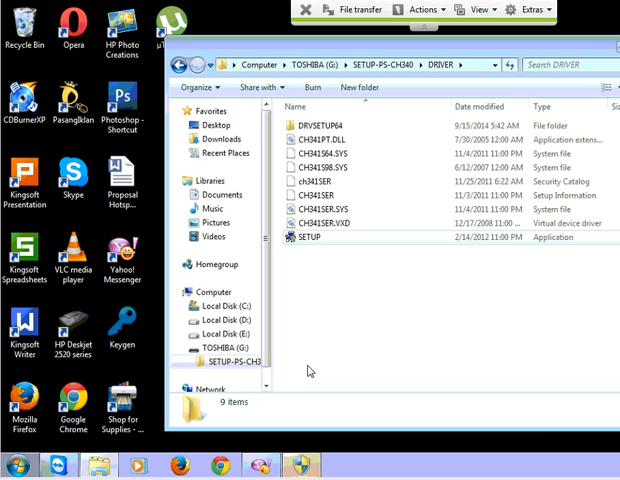 File transfer
Actions
View
Extras
Recycle Bin
Opera
HP Photo
Creations
CDBurnerXP
PasangIklan
Photoshop -
Shortcut
Kingsoft
Presentation
Skype
Proposal
Hotsp...
Kingsoft
Spreadsheets
VLC media
player
Yahoo!
Messenger
Kingsoft
Writer
HP Deskjet
2520 series
Keygen
Mozilla
Firefox
Google
Chrome
Shop for
Supplies - ...
Computer TOSHIBA (G:) SETUP-PS-CH340 DRIVER
Search DRIVER
Organize Share with Burn New folder
Favorites
Desktop
Downloads
Recent Places
Libraries
Documents
Music
Pictures
Videos
Homegroup
Computer
Local Disk (C:)
Local Disk (D:)
Local Disk (E:)
TOSHIBA (G:)
SETUP-PS-CH3
Network
Name Date modified Type
DRVSETUP64 9/15/2014 5:42 AM File folder
CH341PT.DLL 7/30/2005 12:00 AM Application extens...
CH341S64.SYS 11/4/2011 11:00 PM System file
CH341S98.SYS 6/12/2007 12:00 AM System file
ch341SER 11/25/2011 6:22 AM Security Catalog
CH341SER 11/3/2011 11:00 PM Setup Information
CH341SER.SYS 11/4/2011 11:00 PM System file
CH341SER.VXD 12/17/2008 11:00 ... Virtual device driver
SETUP 2/14/2012 11:00 PM Application
9 items